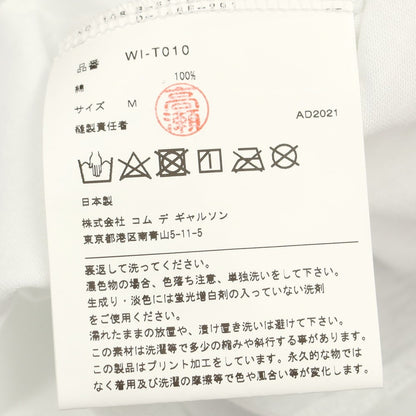 品番 WI-T010
綿 100%
サイズ M
縫製責任者
AD2021
日本製
株式会社 コム デ ギャルソン
東京都港区南青山5-11-5
裏返して洗ってください。
濃色物の場合、色落ち注意、単独洗いをしてください。
生成り・淡色には蛍光増白剤の入っていない洗剤
をご使用ください。
濡れたままの放置や、漬け置き洗いは避けて下さい。
この素材は洗濯等で多少の縮みや斜行する事があります。
この製品はプリント加工をしています。永久的な物では
なく着用及び洗濯の摩擦等で色や風合い等が変化します。